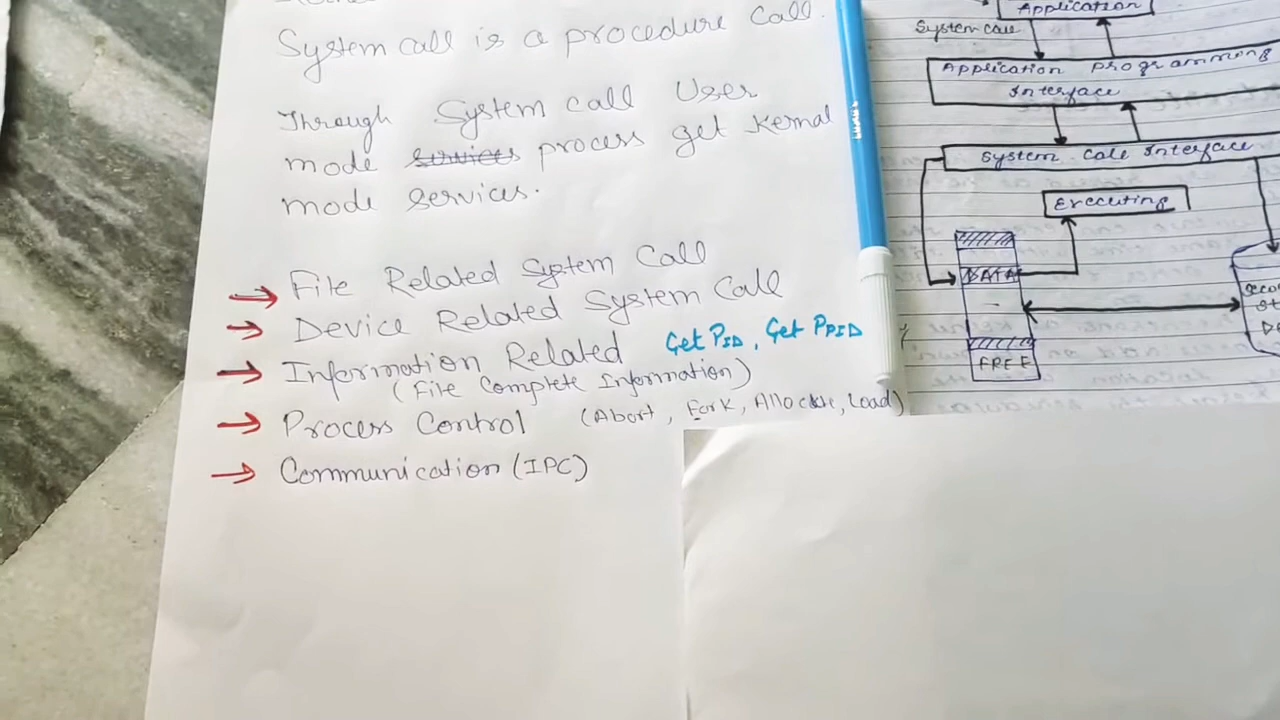 System call is a procedure call.
Through System call User
mode services process get Kernal
mode services.
File Related System Call
Device Related System Call
Information Related Get PID, Get PPID
(File Complete Information)
Process Control (Abort, Fork, Allocate, Load)
Communication (IPC)
Application
System call
Application programming
Interface
System call Interface
Executing
DATA
FREE